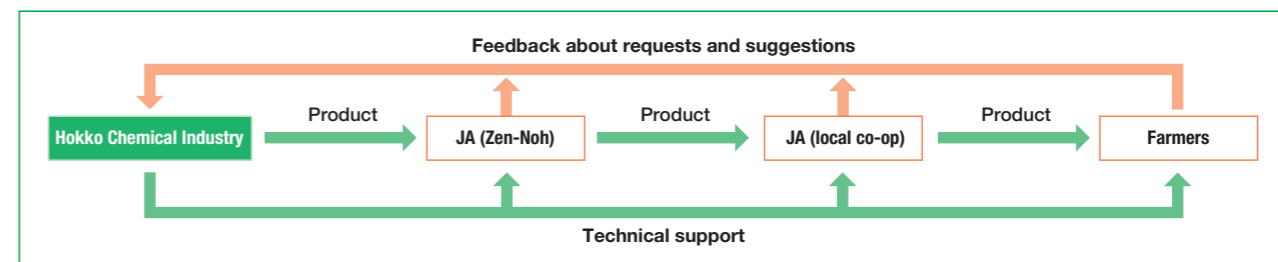 Feedback about requests and suggestions
Product
Product
Product
Hokko Chemical Industry
JA (Zen-Noh)
JA (local co-op)
Farmers
Technical support